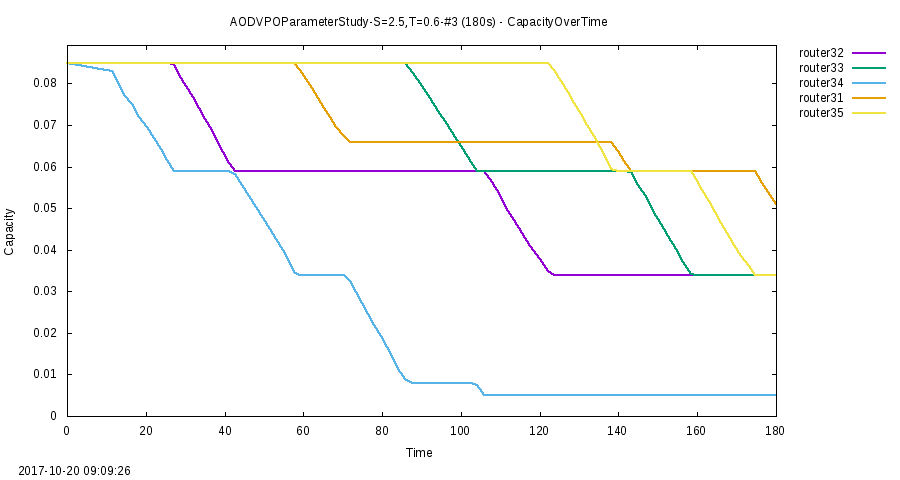 AODVPOParameterStudy-S=2.5,T=0.6-#3 (180s) - CapacityOverTime
router32
router33
router34
router31
router35
0.08
0.07
0.06
0.05
0.04
0.03
0.02
0.01
0
Capacity
0 20 40 60 80 100 120 140 160 180
Time
2017-10-20 09:09:26